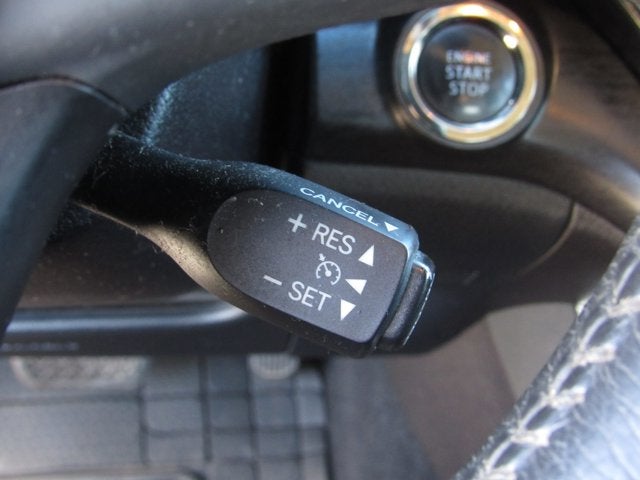 ENGINE
START
STOP
CANCEL ▼
+ RES ▲
◀
- SET ▼